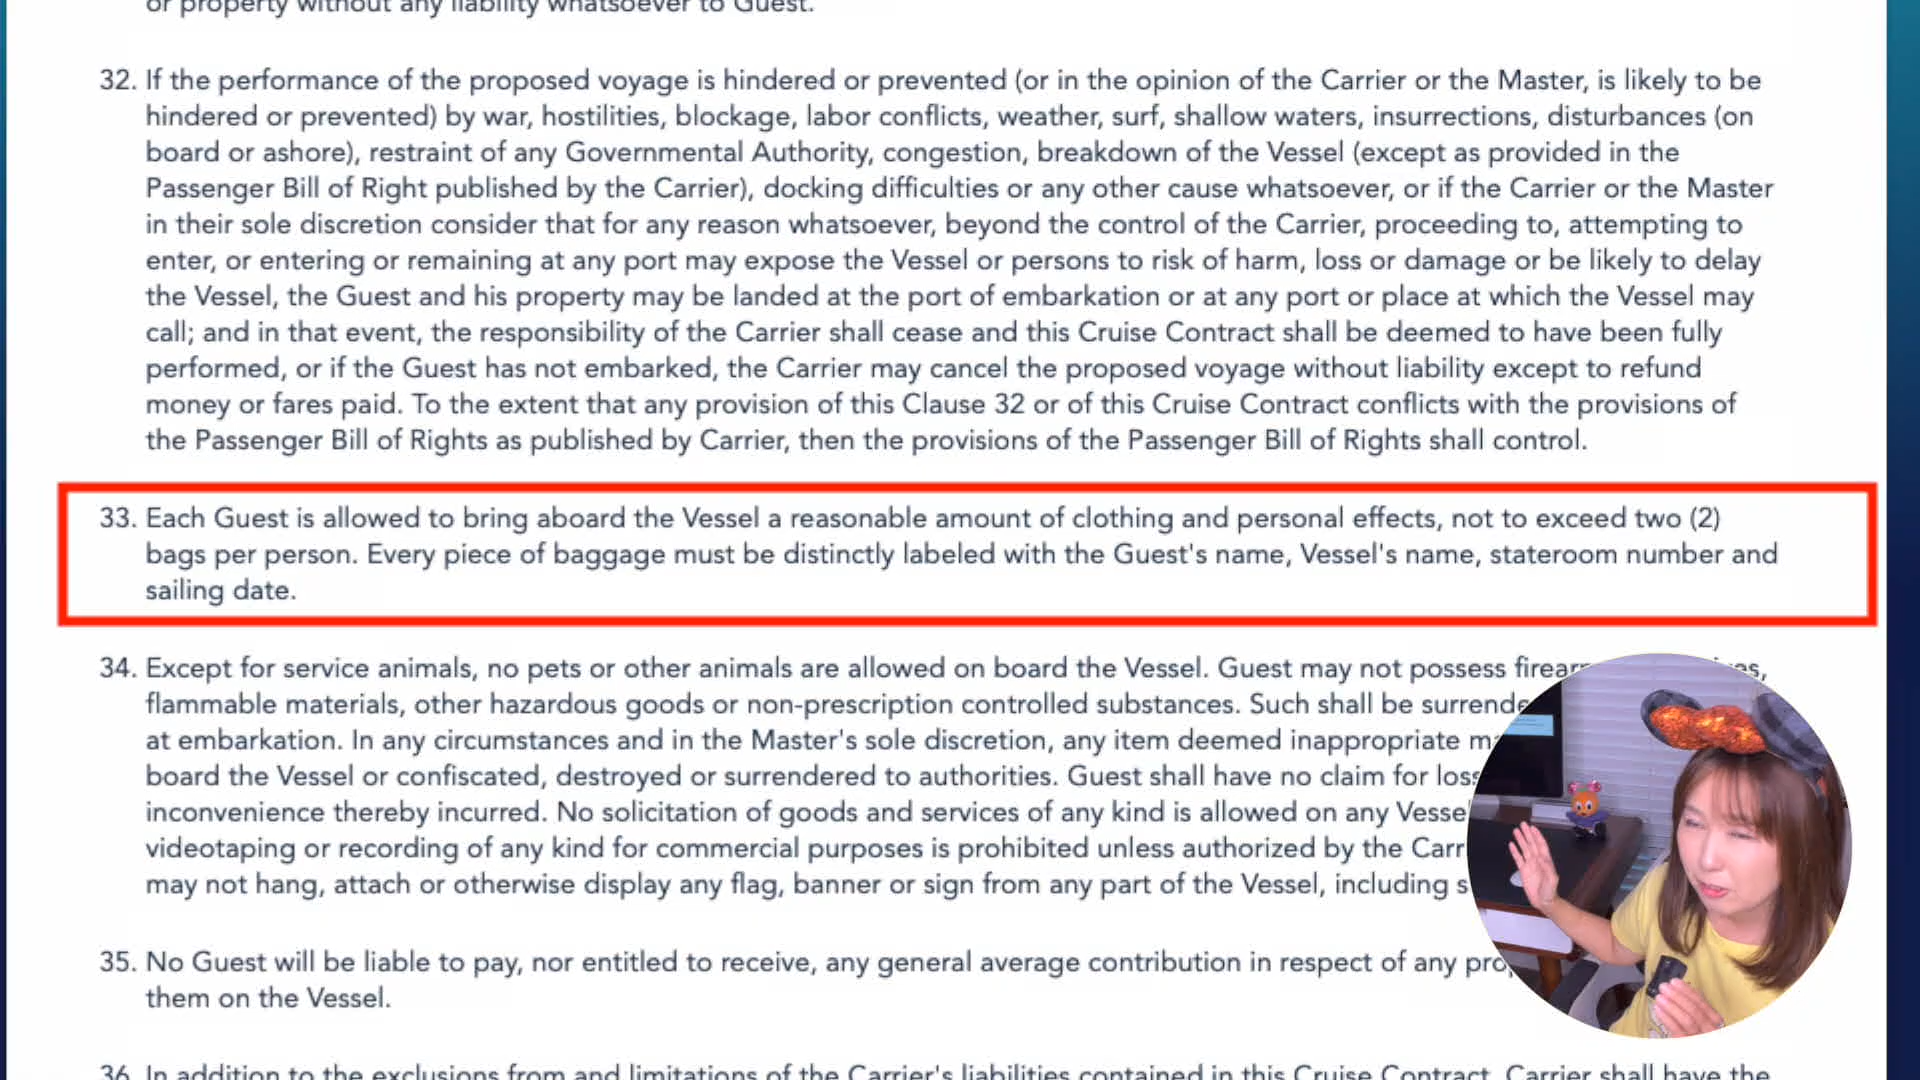 or property without any liability whatsoever to Guest.
32. If the performance of the proposed voyage is hindered or prevented (or in the opinion of the Carrier or the Master, is likely to be
hindered or prevented) by war, hostilities, blockage, labor conflicts, weather, surf, shallow waters, insurrections, disturbances (on
board or ashore), restraint of any Governmental Authority, congestion, breakdown of the Vessel (except as provided in the
Passenger Bill of Right published by the Carrier), docking difficulties or any other cause whatsoever, or if the Carrier or the Master
in their sole discretion consider that for any reason whatsoever, beyond the control of the Carrier, proceeding to, attempting to
enter, or entering or remaining at any port may expose the Vessel or persons to risk of harm, loss or damage or be likely to delay
the Vessel, the Guest and his property may be landed at the port of embarkation or at any port or place at which the Vessel may
call; and in that event, the responsibility of the Carrier shall cease and this Cruise Contract shall be deemed to have been fully
performed, or if the Guest has not embarked, the Carrier may cancel the proposed voyage without liability except to refund
money or fares paid. To the extent that any provision of this Clause 32 or of this Cruise Contract conflicts with the provisions of
the Passenger Bill of Rights as published by Carrier, then the provisions of the Passenger Bill of Rights shall control.
33. Each Guest is allowed to bring aboard the Vessel a reasonable amount of clothing and personal effects, not to exceed two (2)
bags per person. Every piece of baggage must be distinctly labeled with the Guest's name, Vessel's name, stateroom number and
sailing date.
34. Except for service animals, no pets or other animals are allowed on board the Vessel. Guest may not possess
flammable materials, other hazardous goods or non-prescription controlled substances. Such shall be
at embarkation. In any circumstances and in the Master's sole discretion, any item deemed inappropriate
board the Vessel or confiscated, destroyed or surrendered to authorities. Guest shall have no claim for
inconvenience thereby incurred. No solicitation of goods and services of any kind is allowed on any
videotaping or recording of any kind for commercial purposes is prohibited unless authorized by the
may not hang, attach or otherwise display any flag, banner or sign from any part of the Vessel, including
35. No Guest will be liable to pay, nor entitled to receive, any general average contribution in respect of any
them on the Vessel.
36. In addition to the exclusions from and limitations of the Carrier's liabilities contained in this Cruise Contract, Carrier shall have the